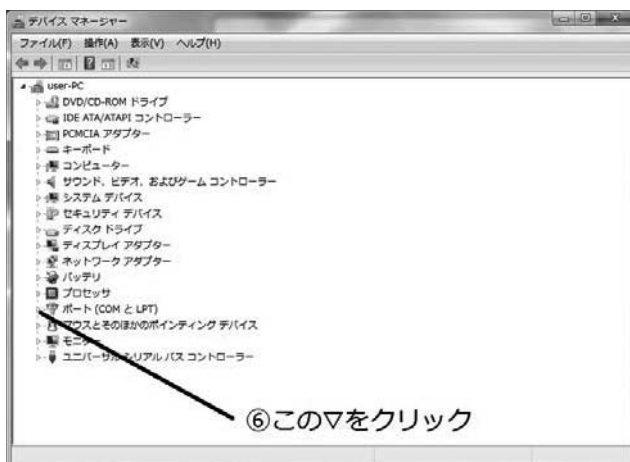 デバイス マネージャー
ファイル(F) 操作(A) 表示(V) ヘルプ(H)
user-PC
DVD/CD-ROM ドライブ
IDE ATA/ATAPI コントローラー
PCMCIA アダプター
キーボード
コンピューター
サウンド、ビデオ、およびゲーム コントローラー
システム デバイス
セキュリティ デバイス
ディスク ドライブ
ディスプレイ アダプター
ネットワーク アダプター
バッテリ
プロセッサ
ポート (COM と LPT)
マウスとそのほかのポインティング デバイス
モニター
ユニバーサル シリアル バス コントローラー
⑥この▽をクリック